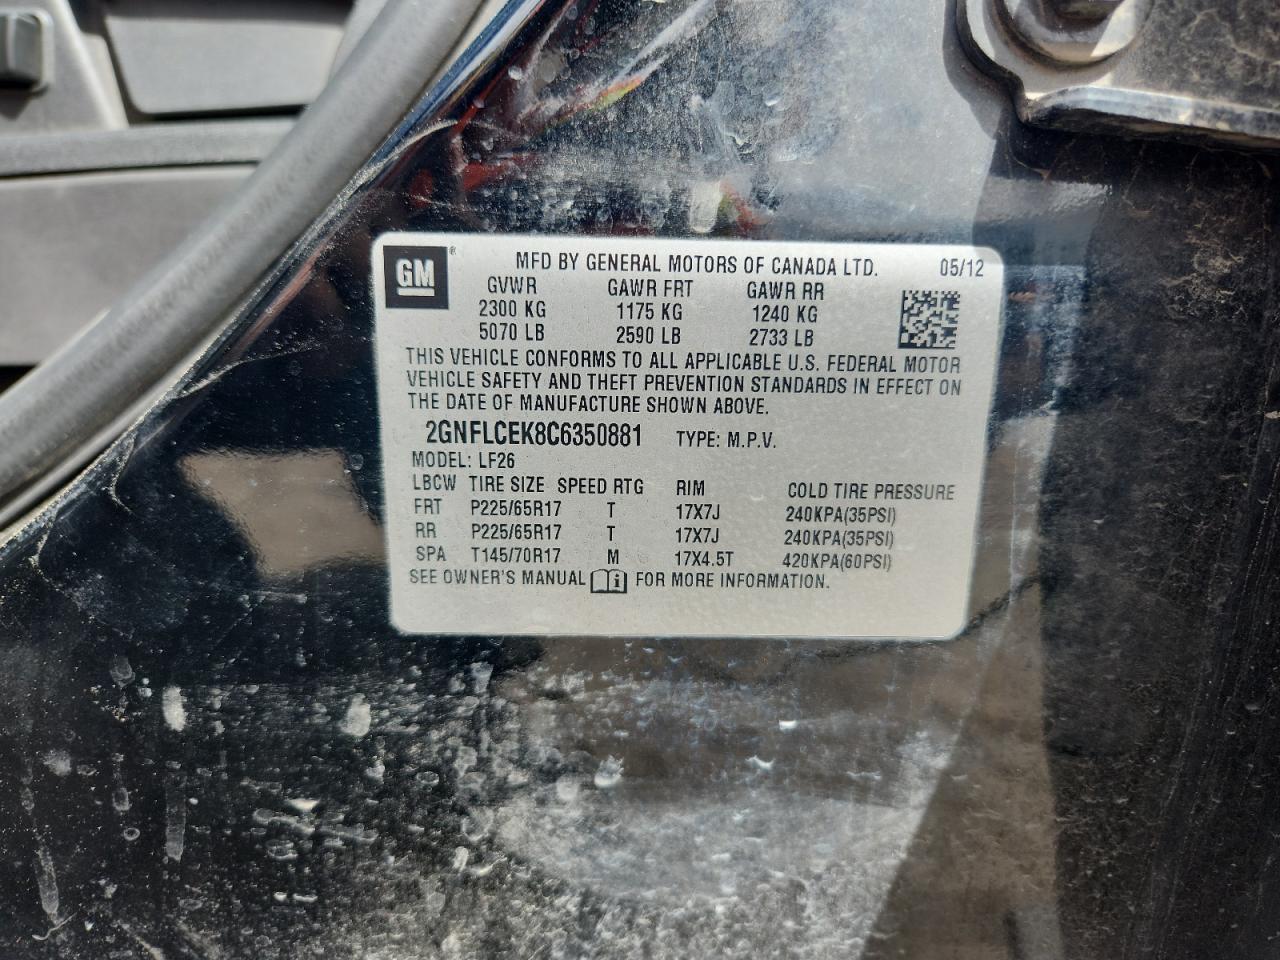 GM ® MFD BY GENERAL MOTORS OF CANADA LTD. 05/12
GVWR GAWR FRT GAWR RR
2300 KG 1175 KG 1240 KG
5070 LB 2590 LB 2733 LB
THIS VEHICLE CONFORMS TO ALL APPLICABLE U.S. FEDERAL MOTOR
VEHICLE SAFETY AND THEFT PREVENTION STANDARDS IN EFFECT ON
THE DATE OF MANUFACTURE SHOWN ABOVE.
2GNFLCEK8C6350881 TYPE: M.P.V.
MODEL: LF26
LBCW TIRE SIZE SPEED RTG RIM COLD TIRE PRESSURE
FRT P225/65R17 T 17X7J 240KPA(35PSI)
RR P225/65R17 T 17X7J 240KPA(35PSI)
SPA T145/70R17 M 17X4.5T 420KPA(60PSI)
SEE OWNER'S MANUAL i FOR MORE INFORMATION.